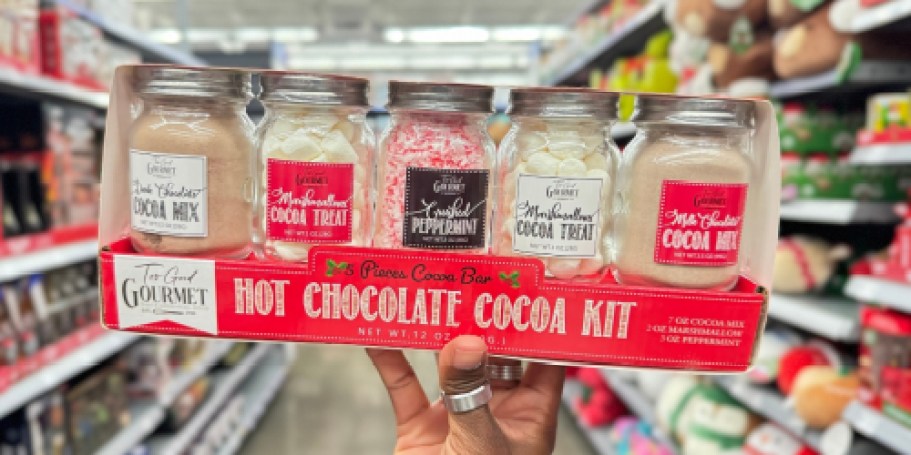 Too Good
GOURMET
Dark Chocolate
COCOA MIX
Too Good
GOURMET
Marshmallows
COCOA TREAT
Too Good
GOURMET
Crushed
PEPPERMINT
Too Good
GOURMET
Marshmallows
COCOA TREAT
Too Good
GOURMET
Milk Chocolate
COCOA MIX
5 Pieces Cocoa Bar
Too Good
GOURMET
HOT CHOCOLATE COCOA KIT
NET WT. 12 OZ
7 OZ COCOA MIX
2 OZ MARSHMALLOW
3 OZ PEPPERMINT